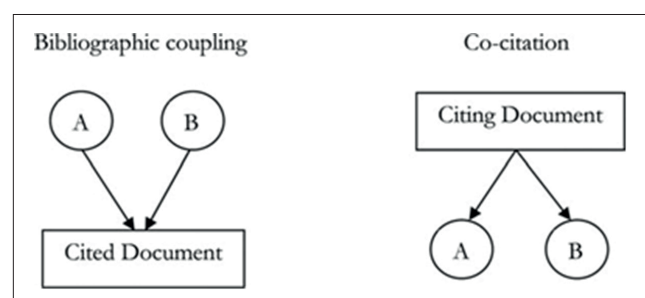 Bibliographic coupling
A B
Cited Document
Co-citation
Citing Document
A B